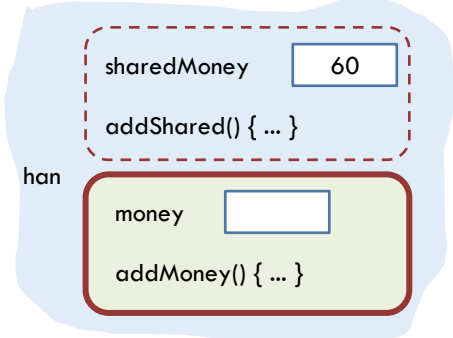 sharedMoney 60
addShared() { ... }
han
money
addMoney() { ... }